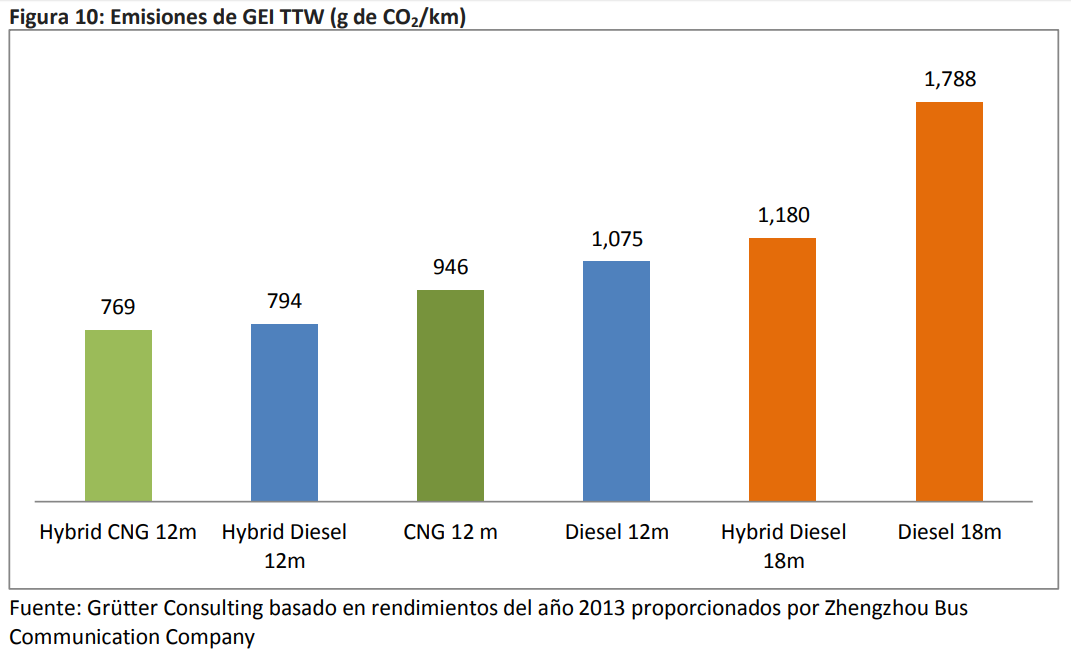 Figura 10: Emisiones de GEI TTW (g de CO₂/km)
1,788
1,180
1,075
946
794
769
Hybrid CNG 12m
Hybrid Diesel
12m
CNG 12 m
Diesel 12m
Hybrid Diesel
18m
Diesel 18m
Fuente: Grütter Consulting basado en rendimientos del año 2013 proporcionados por Zhengzhou Bus
Communication Company